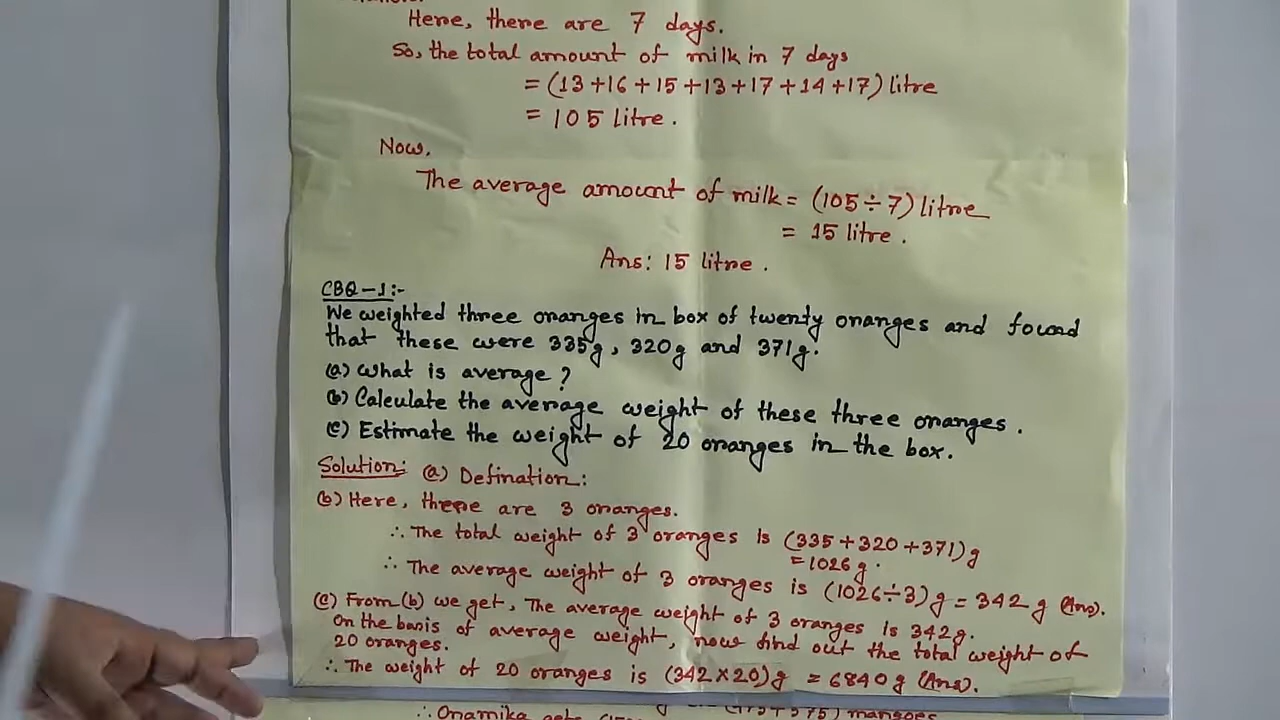 Here, there are 7 days.
So, the total amount of milk in 7 days
= (13+16+15+13+17+14+17) litre
= 105 litre.
Now,
The average amount of milk = (105÷7) litre
= 15 litre.
Ans: 15 litre.
CBQ-1:-
We weighted three oranges in box of twenty oranges and found
that these were 335g, 320g and 371g.
(a) What is average?
(b) Calculate the average weight of these three oranges.
(c) Estimate the weight of 20 oranges in the box.
Solution: (a) Defination:
(b) Here, there are 3 oranges.
∴ The total weight of 3 oranges is (335+320+371)g
= 1026g.
∴ The average weight of 3 oranges is (1026÷3)g = 342g (Ans).
(c) From (b) we get, The average weight of 3 oranges is 342g.
On the basis of average weight, now find out the total weight of
20 oranges.
∴ The weight of 20 oranges is (342×20)g = 6840g (Ans).
∴ Onamika gets mangoes